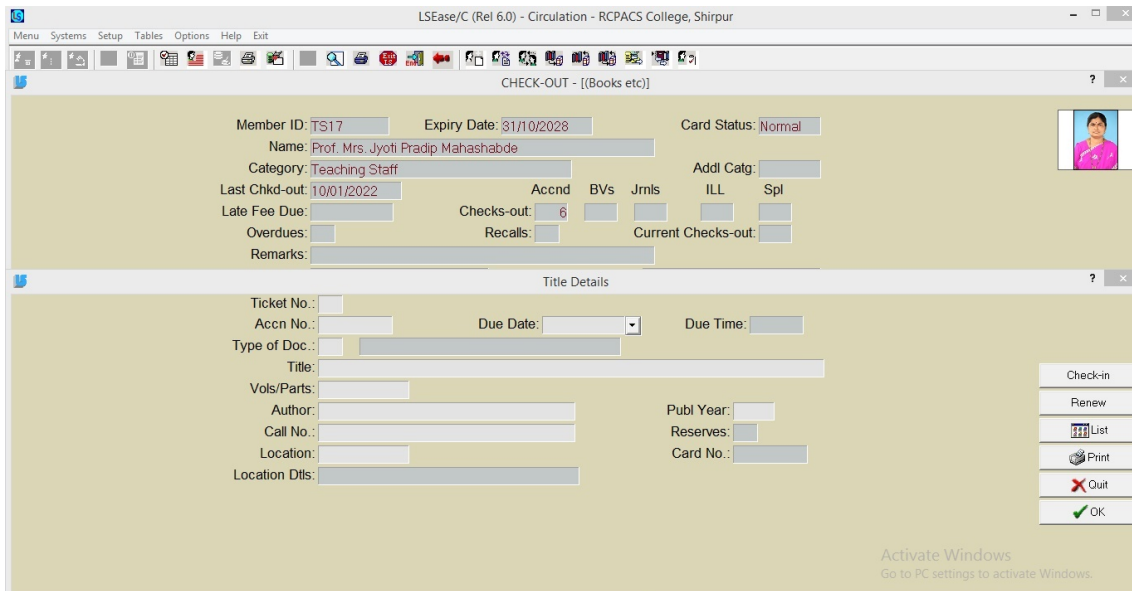 LSEase/C (Rel 6.0) - Circulation - RCPACS College, Shirpur
Menu Systems Setup Tables Options Help Exit
CHECK-OUT - [(Books etc)]
Member ID: TS17 Expiry Date: 31/10/2028 Card Status: Normal
Name: Prof. Mrs. Jyoti Pradip Mahashabde
Category: Teaching Staff Addl Catg:
Last Chkd-out: 10/01/2022 Accnd BVs Jrnls ILL Spl
Late Fee Due: Checks-out: 6
Overdues: Recalls: Current Checks-out:
Remarks:
Title Details
Ticket No.:
Accn No.: Due Date: Due Time:
Type of Doc.:
Title:
Vols/Parts:
Author: Publ Year:
Call No.: Reserves:
Location: Card No.:
Location Dtls:
Check-in
Renew
List
Print
Quit
OK
Activate Windows
Go to PC settings to activate Windows.